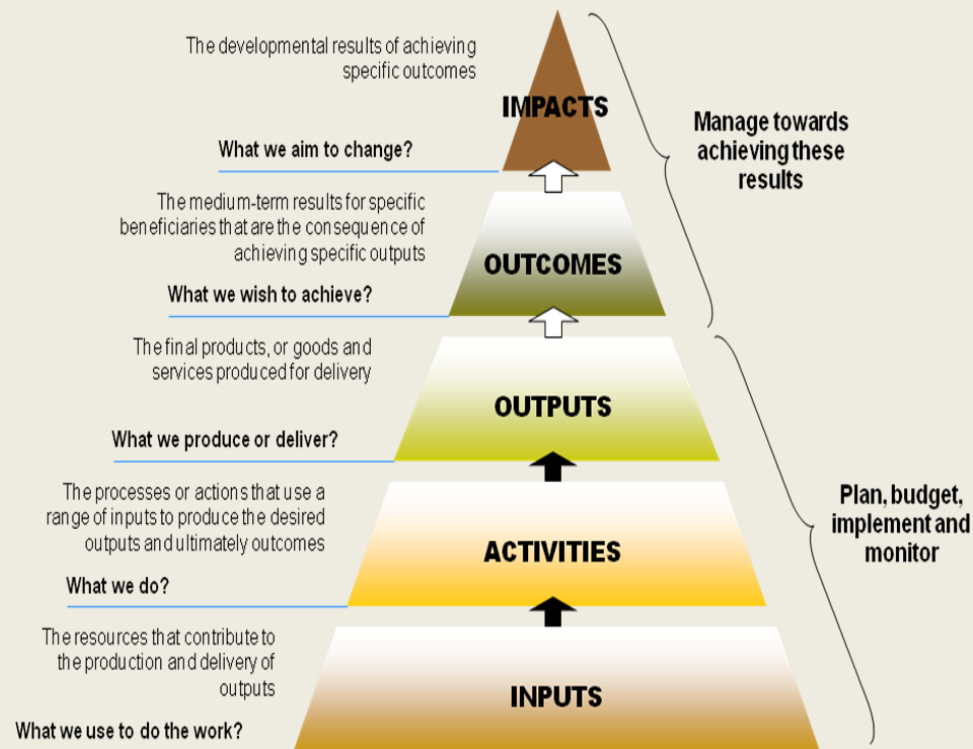 The developmental results of achieving
specific outcomes
IMPACTS
What we aim to change?
Manage towards
achieving these
results
The medium-term results for specific
beneficiaries that are the consequence of
achieving specific outputs
OUTCOMES
What we wish to achieve?
The final products, or goods and
services produced for delivery
OUTPUTS
What we produce or deliver?
The processes or actions that use a
range of inputs to produce the desired
outputs and ultimately outcomes
ACTIVITIES
What we do?
Plan, budget,
implement and
monitor
The resources that contribute to
the production and delivery of
outputs
INPUTS
What we use to do the work?